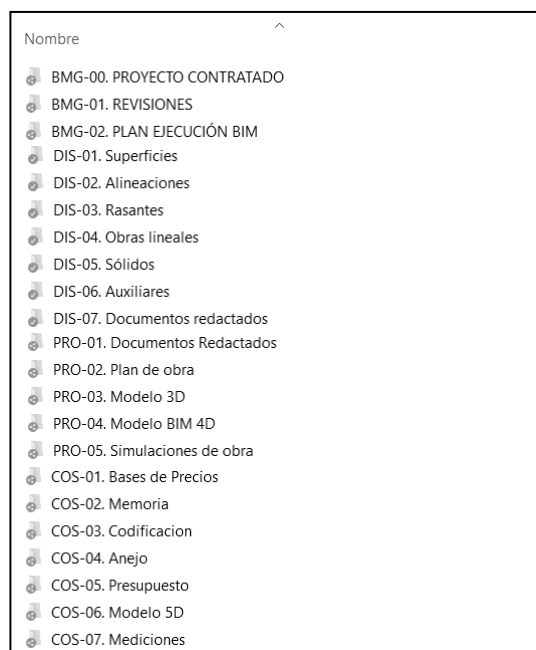 Nombre
BMG-00. PROYECTO CONTRATADO
BMG-01. REVISIONES
BMG-02. PLAN EJECUCIÓN BIM
DIS-01. Superficies
DIS-02. Alineaciones
DIS-03. Rasantes
DIS-04. Obras lineales
DIS-05. Sólidos
DIS-06. Auxiliares
DIS-07. Documentos redactados
PRO-01. Documentos Redactados
PRO-02. Plan de obra
PRO-03. Modelo 3D
PRO-04. Modelo BIM 4D
PRO-05. Simulaciones de obra
COS-01. Bases de Precios
COS-02. Memoria
COS-03. Codificacion
COS-04. Anejo
COS-05. Presupuesto
COS-06. Modelo 5D
COS-07. Mediciones